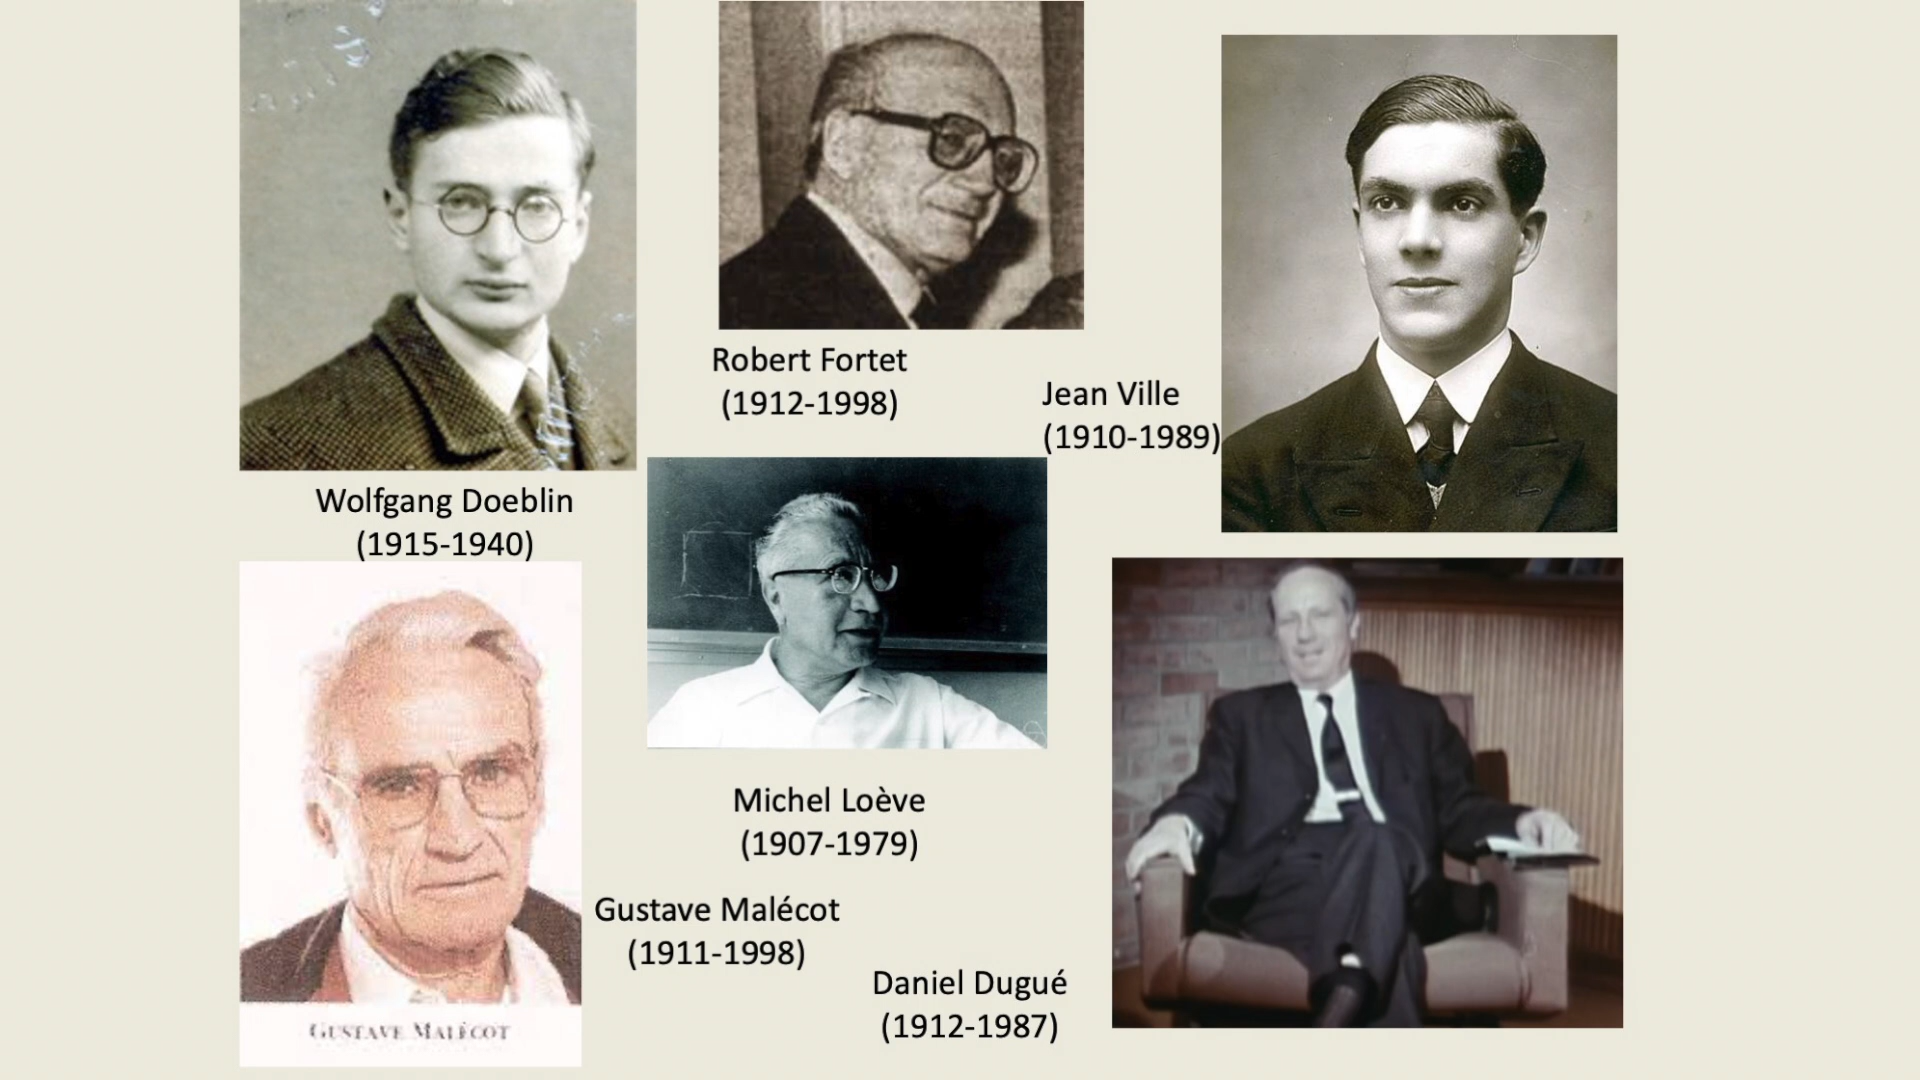 Robert Fortet
(1912-1998)
Jean Ville
(1910-1989)
Wolfgang Doeblin
(1915-1940)
Michel Loève
(1907-1979)
Gustave Malécot
(1911-1998)
Daniel Dugué
(1912-1987)
GUSTAVE MALÉCOT